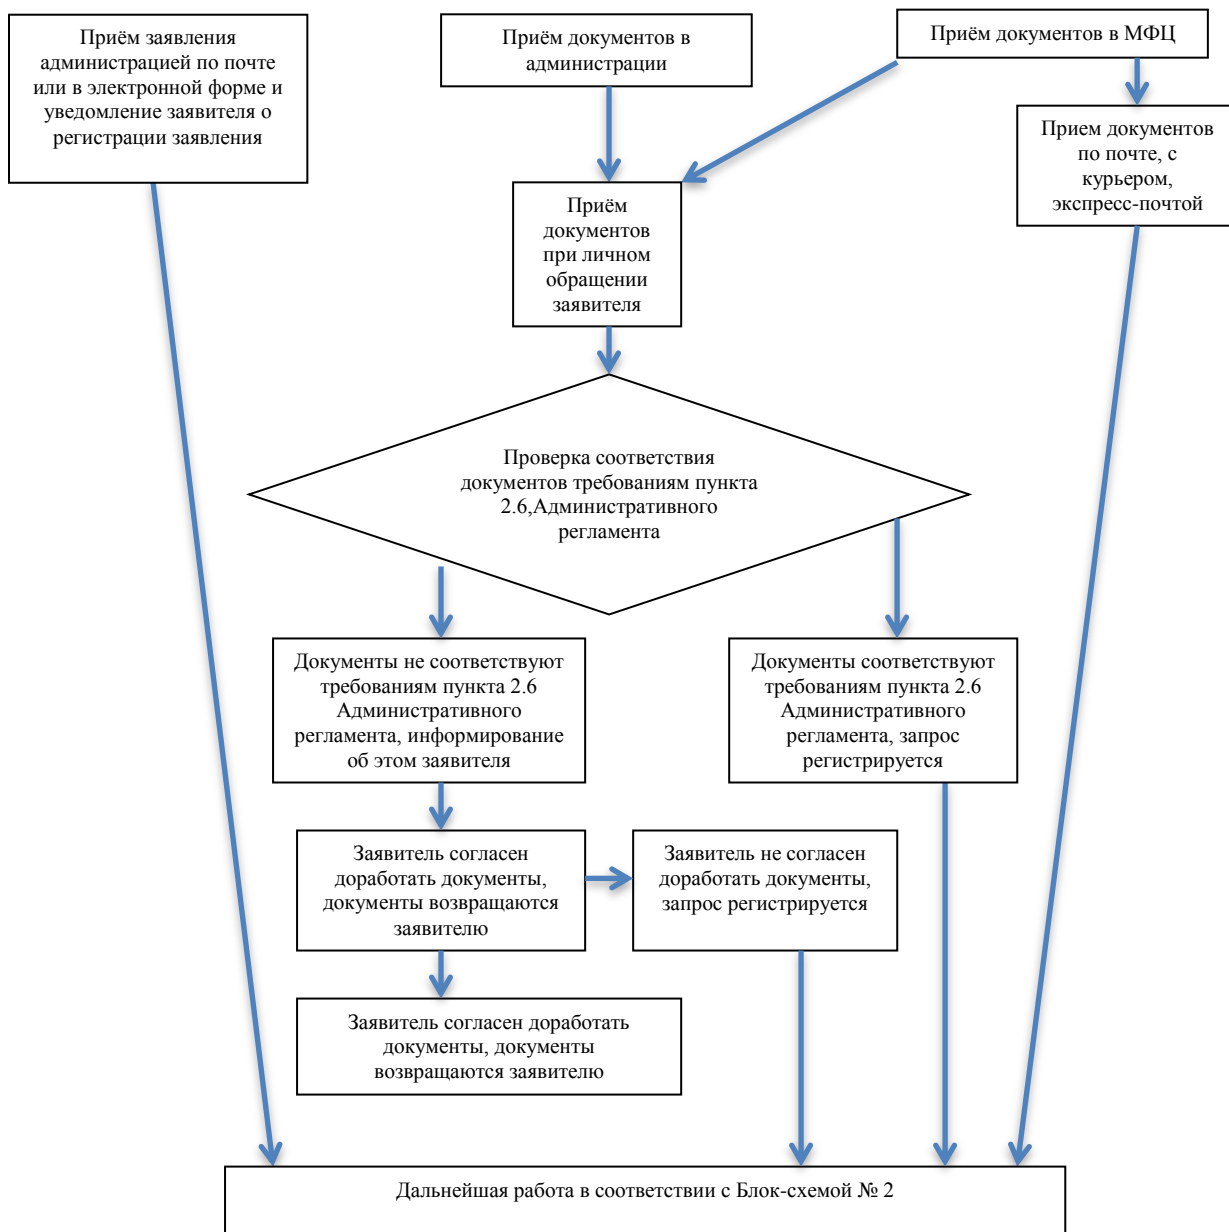 Приём заявления
администрацией по почте
или в электронной форме и
уведомление заявителя о
регистрации заявления
Приём документов в
администрации
Приём документов в МФЦ
Прием документов
по почте, с
курьером,
экспресс-почтой
Приём
документов
при личном
обращении
заявителя
Проверка соответствия
документов требованиям пункта
2.6,Административного
регламента
Документы не соответствуют
требованиям пункта 2.6
Административного
регламента, информирование
об этом заявителя
Документы соответствуют
требованиям пункта 2.6
Административного
регламента, запрос
регистрируется
Заявитель согласен
доработать документы,
документы возвращаются
заявителю
Заявитель не согласен
доработать документы,
запрос регистрируется
Заявитель согласен доработать
документы, документы
возвращаются заявителю
Дальнейшая работа в соответствии с Блок-схемой № 2